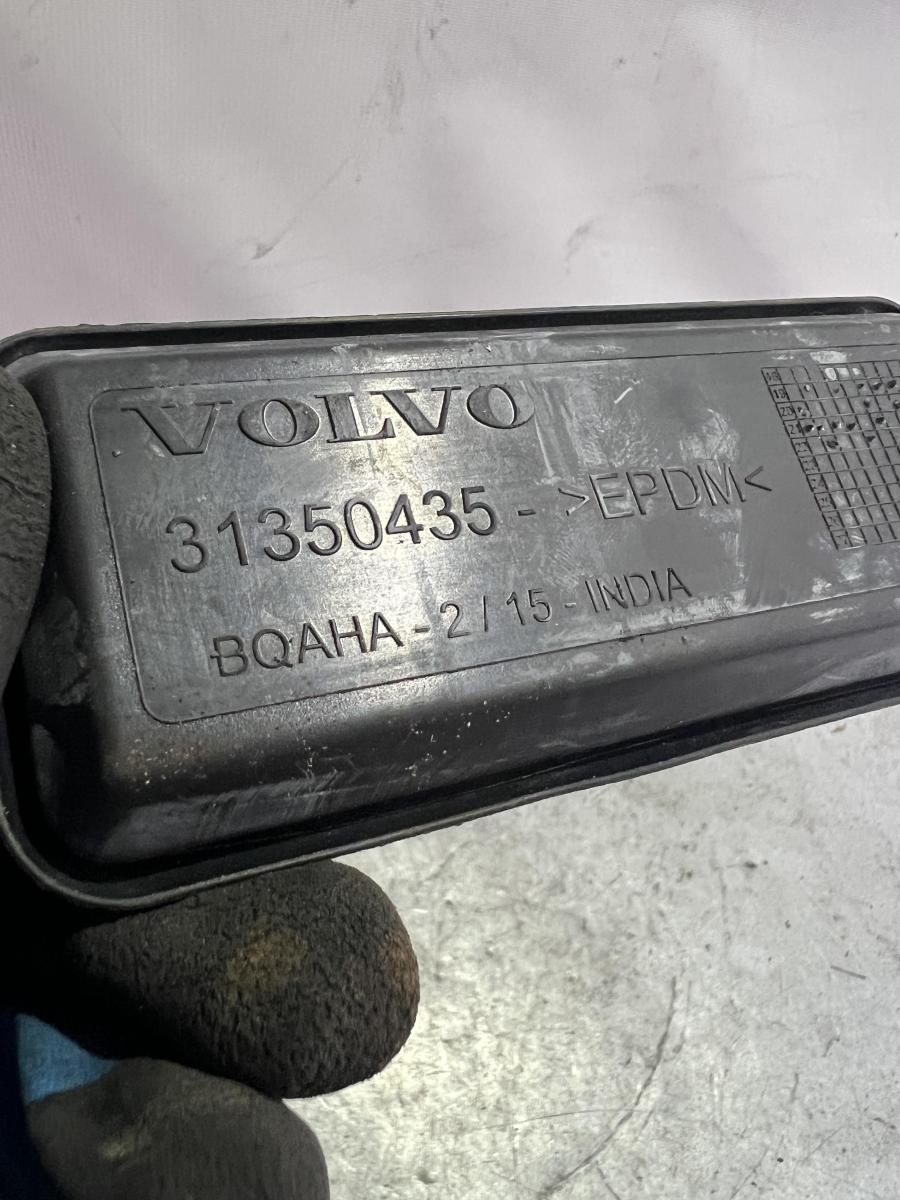 VOLVO
31350435 - >EPDM<
BQAHA - 2 / 15 - INDIA